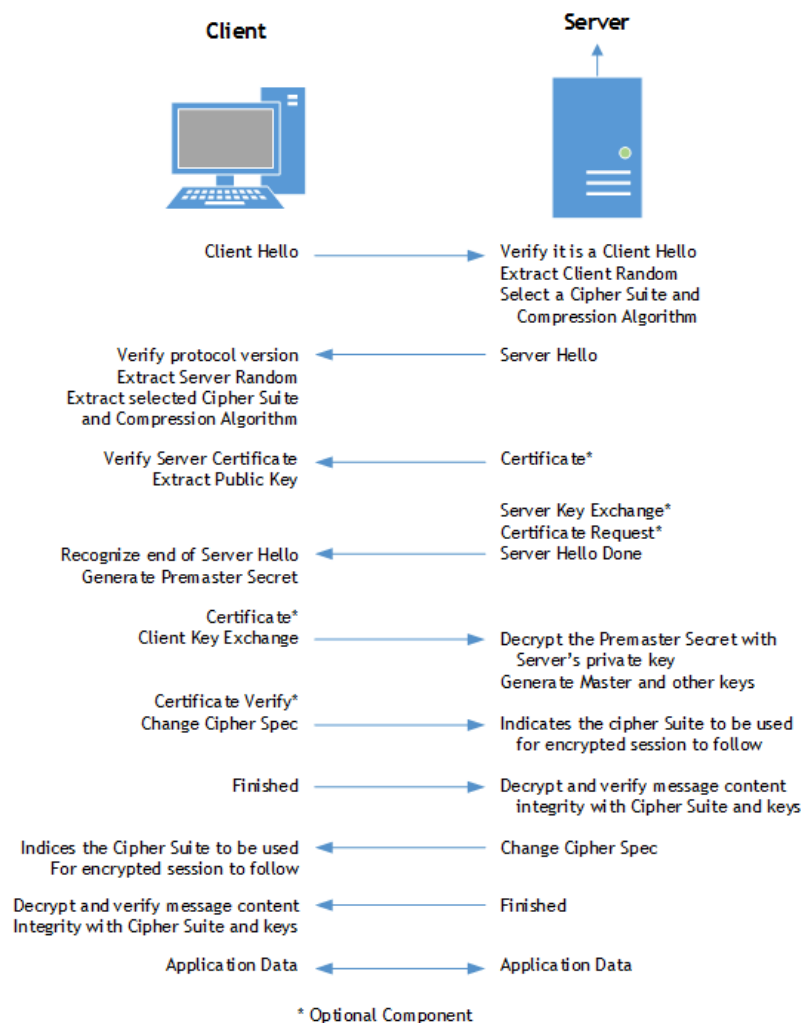 Client
Server
Client Hello
Verify it is a Client Hello
Extract Client Random
Select a Cipher Suite and
Compression Algorithm
Verify protocol version
Extract Server Random
Extract selected Cipher Suite
and Compression Algorithm
Server Hello
Verify Server Certificate
Extract Public Key
Certificate*
Server Key Exchange*
Certificate Request*
Server Hello Done
Recognize end of Server Hello
Generate Premaster Secret
Certificate*
Client Key Exchange
Decrypt the Premaster Secret with
Server's private key
Generate Master and other keys
Certificate Verify*
Change Cipher Spec
Indicates the cipher Suite to be used
for encrypted session to follow
Finished
Decrypt and verify message content
integrity with Cipher Suite and keys
Indices the Cipher Suite to be used
For encrypted session to follow
Change Cipher Spec
Decrypt and verify message content
Integrity with Cipher Suite and keys
Finished
Application Data
Application Data
* Optional Component